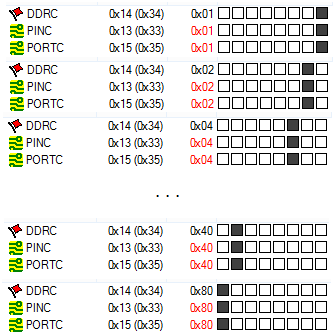 DDRC 0x14 (0x34) 0x01
PINC 0x13 (0x33) 0x01
PORTC 0x15 (0x35) 0x01
DDRC 0x14 (0x34) 0x02
PINC 0x13 (0x33) 0x02
PORTC 0x15 (0x35) 0x02
DDRC 0x14 (0x34) 0x04
PINC 0x13 (0x33) 0x04
PORTC 0x15 (0x35) 0x04
...
DDRC 0x14 (0x34) 0x40
PINC 0x13 (0x33) 0x40
PORTC 0x15 (0x35) 0x40
DDRC 0x14 (0x34) 0x80
PINC 0x13 (0x33) 0x80
PORTC 0x15 (0x35) 0x80